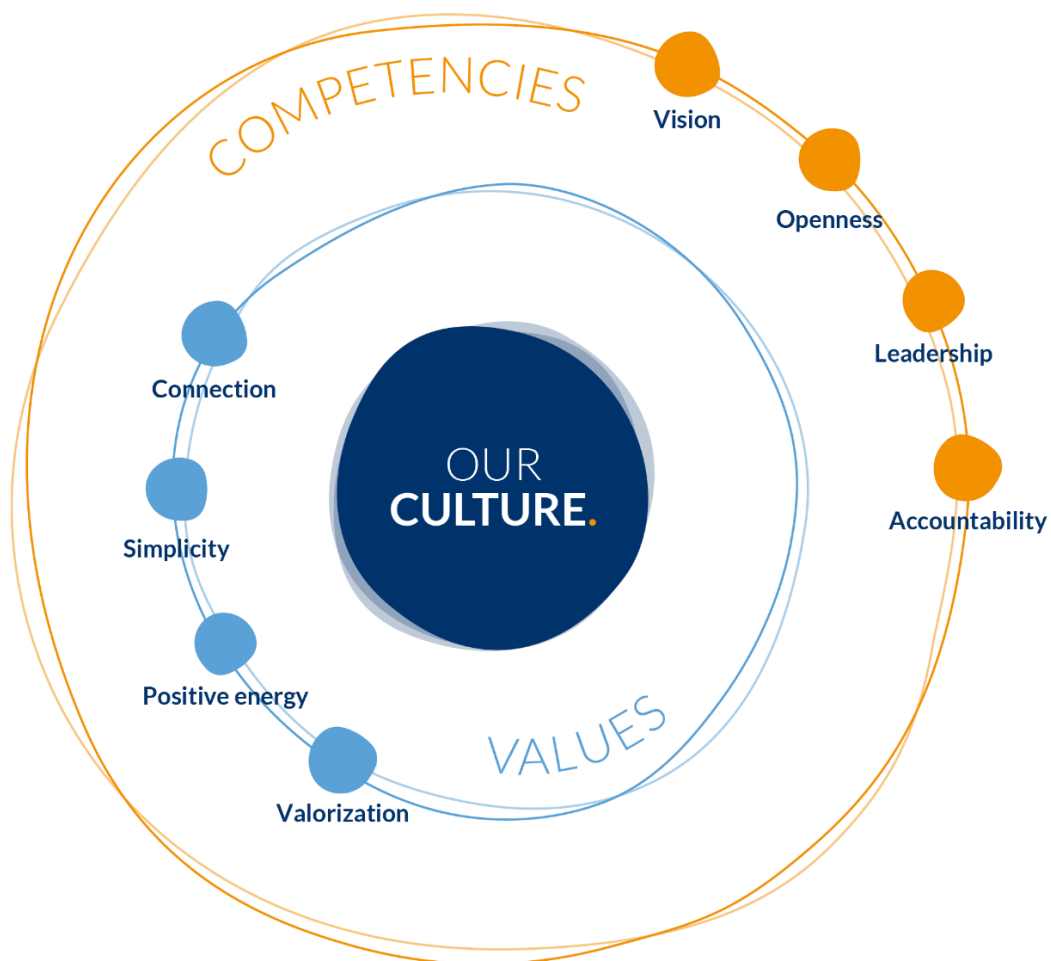 COMPETENCIES
Vision
Openness
Leadership
Accountability
Connection
Simplicity
Positive energy
Valorization
OUR
CULTURE.
VALUES